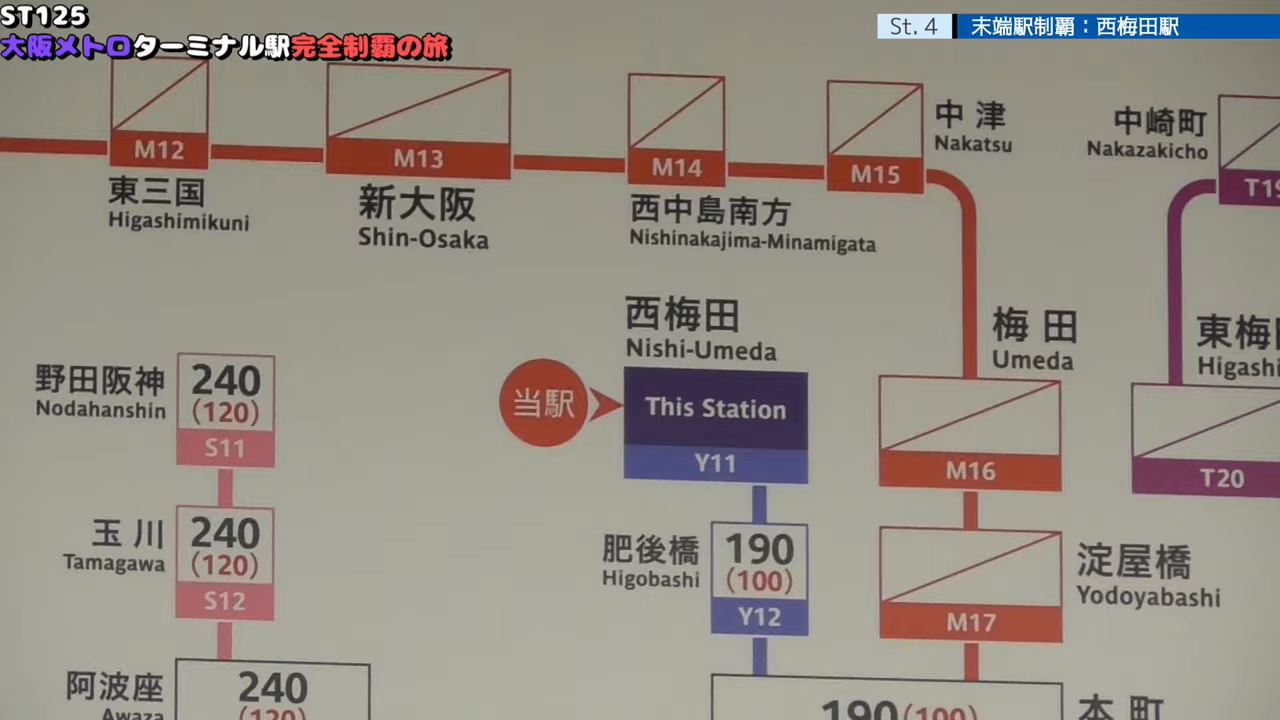 ST125
大阪メトロターミナル駅完全制覇の旅
St. 4
末端駅制覇：西梅田駅
M12
東三国
Higashimikuni
M13
新大阪
Shin-Osaka
M14
西中島南方
Nishinakajima-Minamigata
M15
中津
Nakatsu
中崎町
Nakazakicho
西梅田
Nishi-Umeda
当駅
This Station
Y11
梅田
Umeda
M16
T20
野田阪神
Nodahanshin
240
(120)
S11
玉川
Tamagawa
240
(120)
S12
肥後橋
Higobashi
190
(100)
Y12
淀屋橋
Yodoyabashi
M17
阿波座
Awaza
240
(120)
190(100)
本町